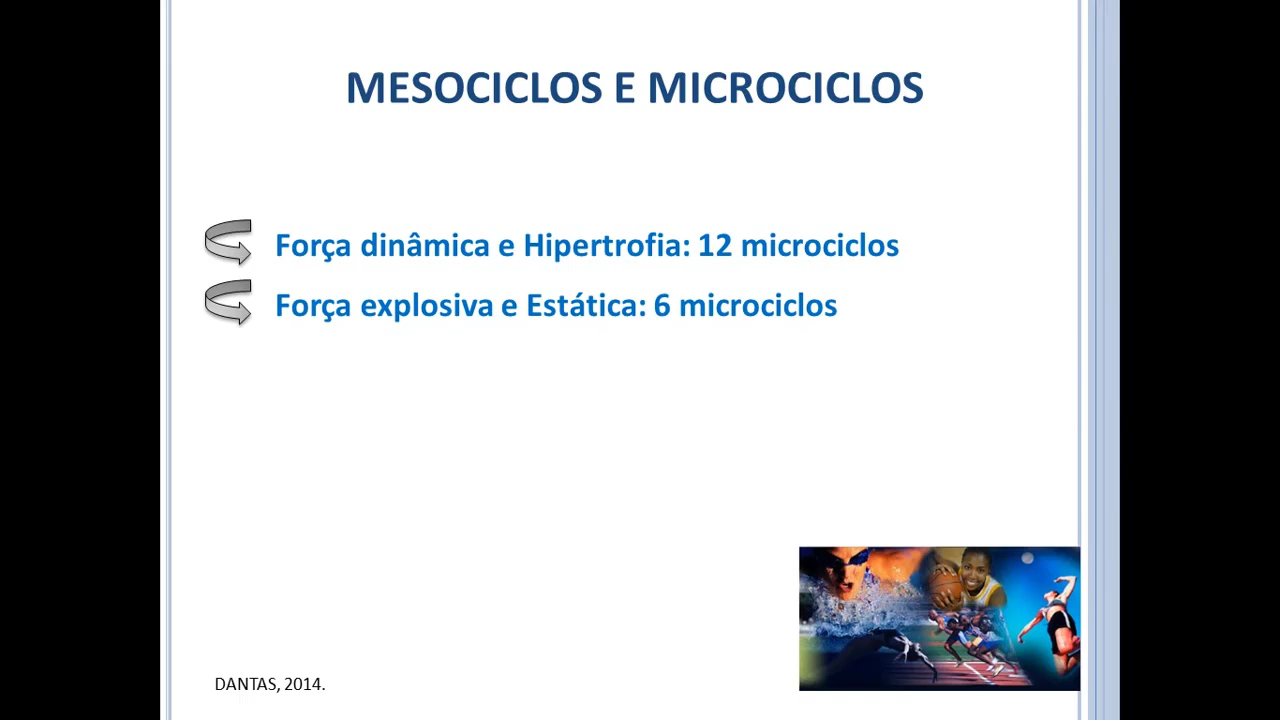 MESOCICLOS E MICROCICLOS
Força dinâmica e Hipertrofia: 12 microciclos
Força explosiva e Estática: 6 microciclos
DANTAS, 2014.